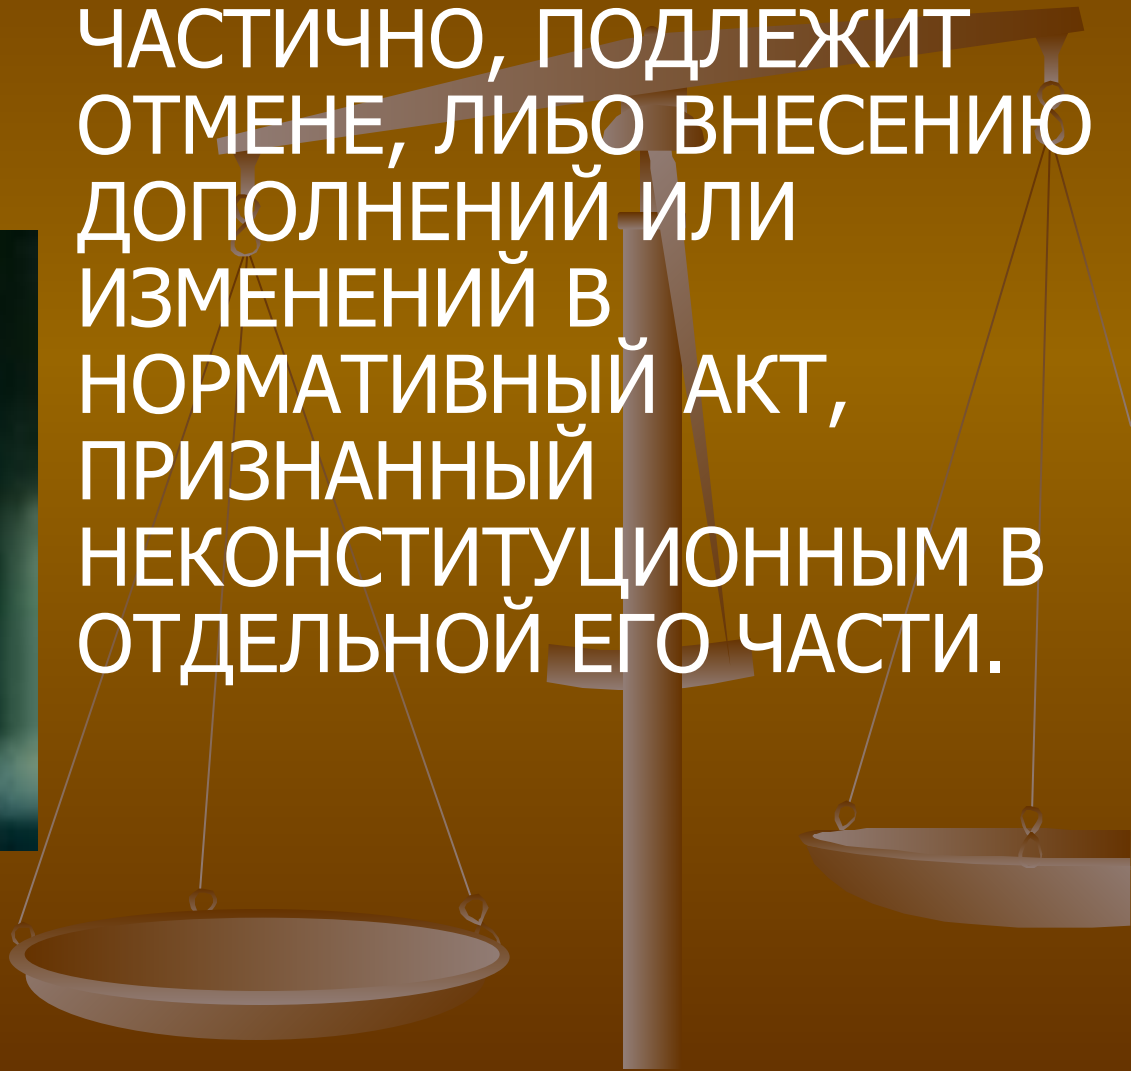 ЧАСТИЧНО, ПОДЛЕЖИТ
ОТМЕНЕ, ЛИБО ВНЕСЕНИЮ
ДОПОЛНЕНИЙ ИЛИ
ИЗМЕНЕНИЙ В
НОРМАТИВНЫЙ АКТ,
ПРИЗНАННЫЙ
НЕКОНСТИТУЦИОННЫМ В
ОТДЕЛЬНОЙ ЕГО ЧАСТИ.